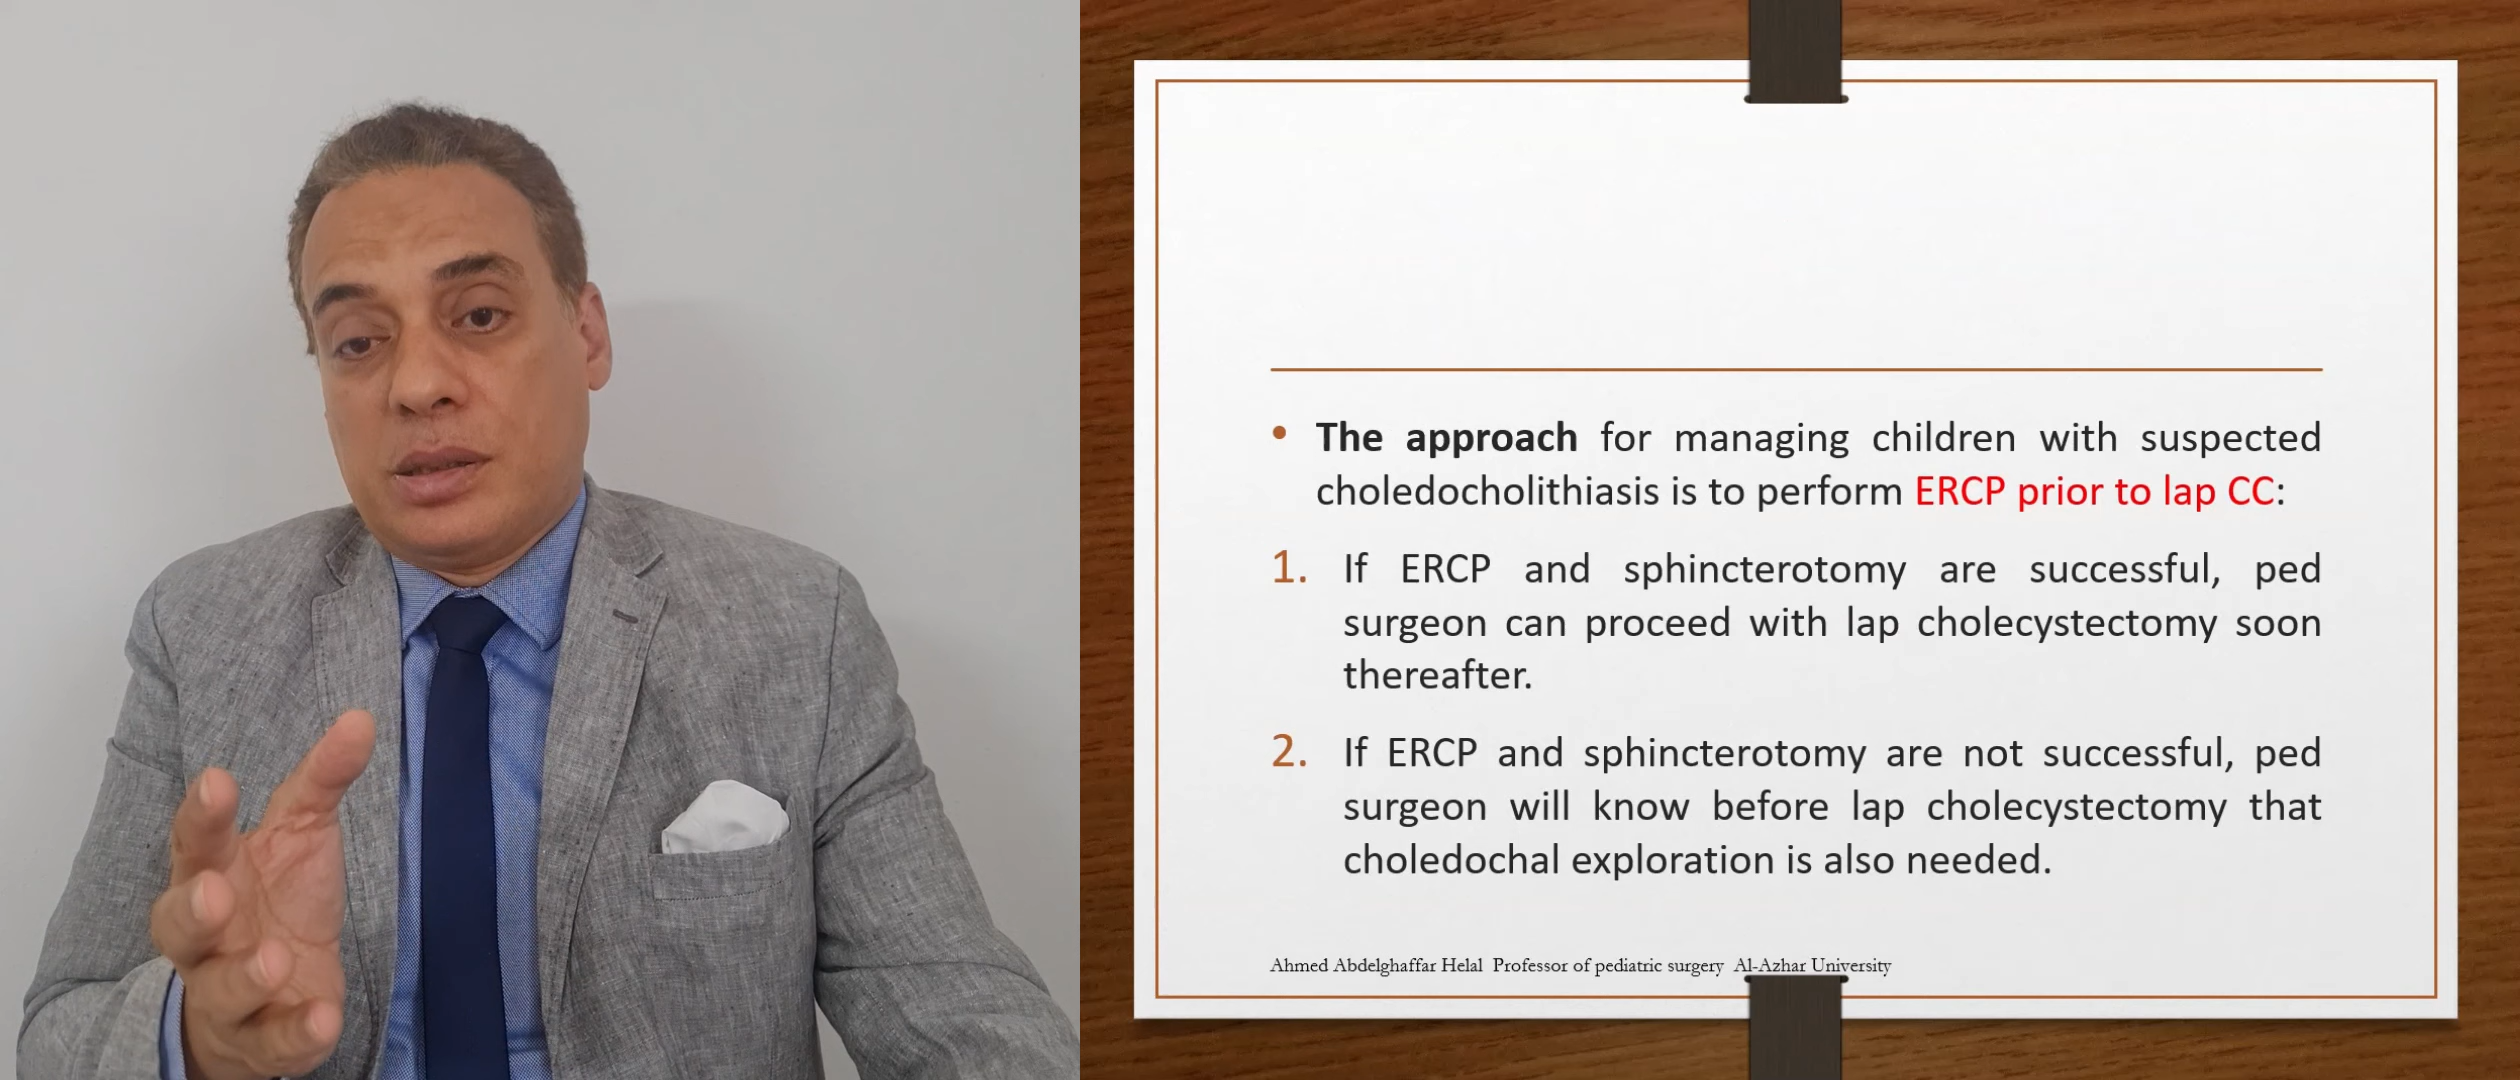 • The approach for managing children with suspected
choledocholithiasis is to perform ERCP prior to lap CC:
1. If ERCP and sphincterotomy are successful, ped
surgeon can proceed with lap cholecystectomy soon
thereafter.
2. If ERCP and sphincterotomy are not successful, ped
surgeon will know before lap cholecystectomy that
choledochal exploration is also needed.
Ahmed Abdelghaffar Helal Professor of pediatric surgery Al-Azhar University